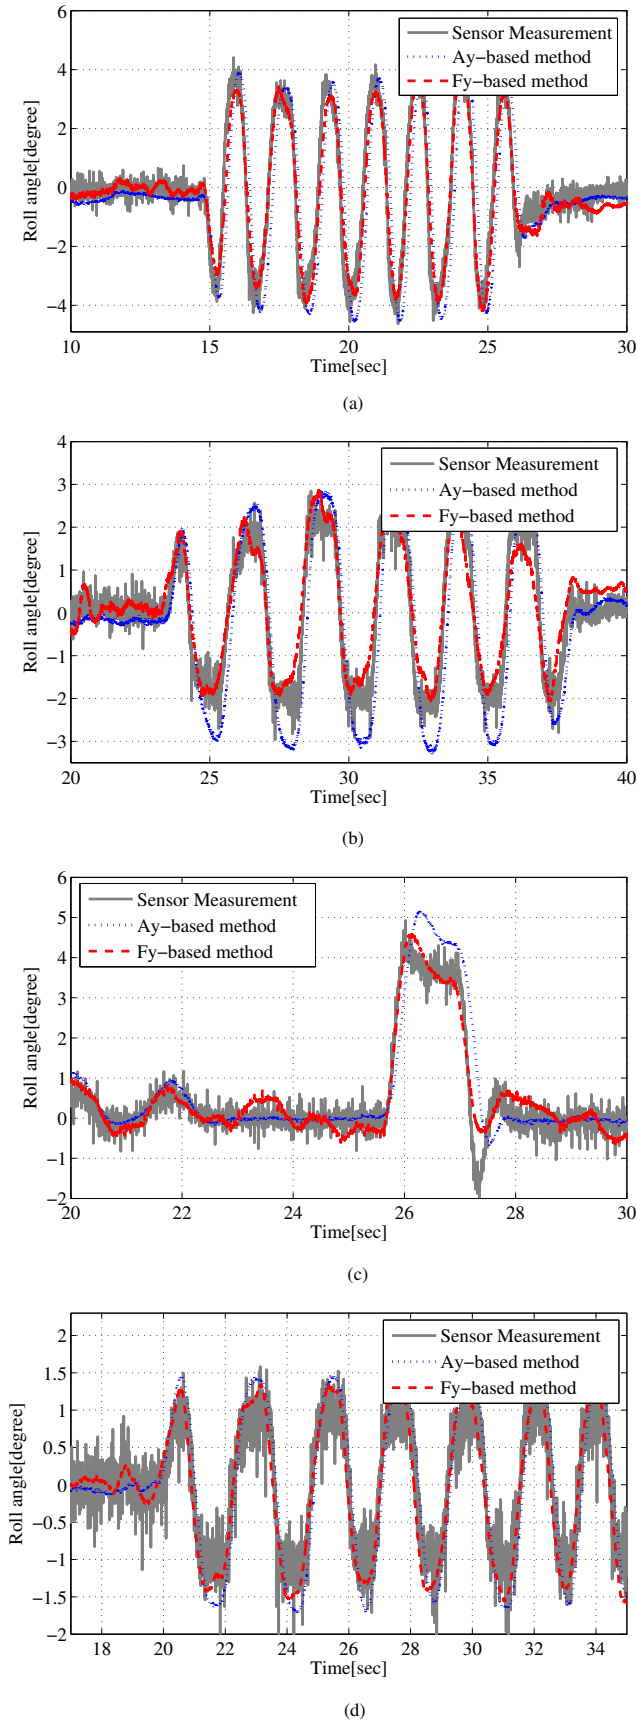 6
4
2
0
−2
−4
10
15
20
25
30
Roll angle[degree]
Time[sec]
Sensor Measurement
Ay−based method
Fy−based method
(a)
4
3
2
1
0
−1
−2
−3
20
25
30
35
40
Roll angle[degree]
Time[sec]
Sensor Measurement
Ay−based method
Fy−based method
(b)
6
5
4
3
2
1
0
−1
−2
20
22
24
26
28
30
Roll angle[degree]
Time[sec]
Sensor Measurement
Ay−based method
Fy−based method
(c)
2
1.5
1
0.5
0
−0.5
−1
−1.5
−2
18
20
22
24
26
28
30
32
34
Roll angle[degree]
Time[sec]
Sensor Measurement
Ay−based method
Fy−based method
(d)